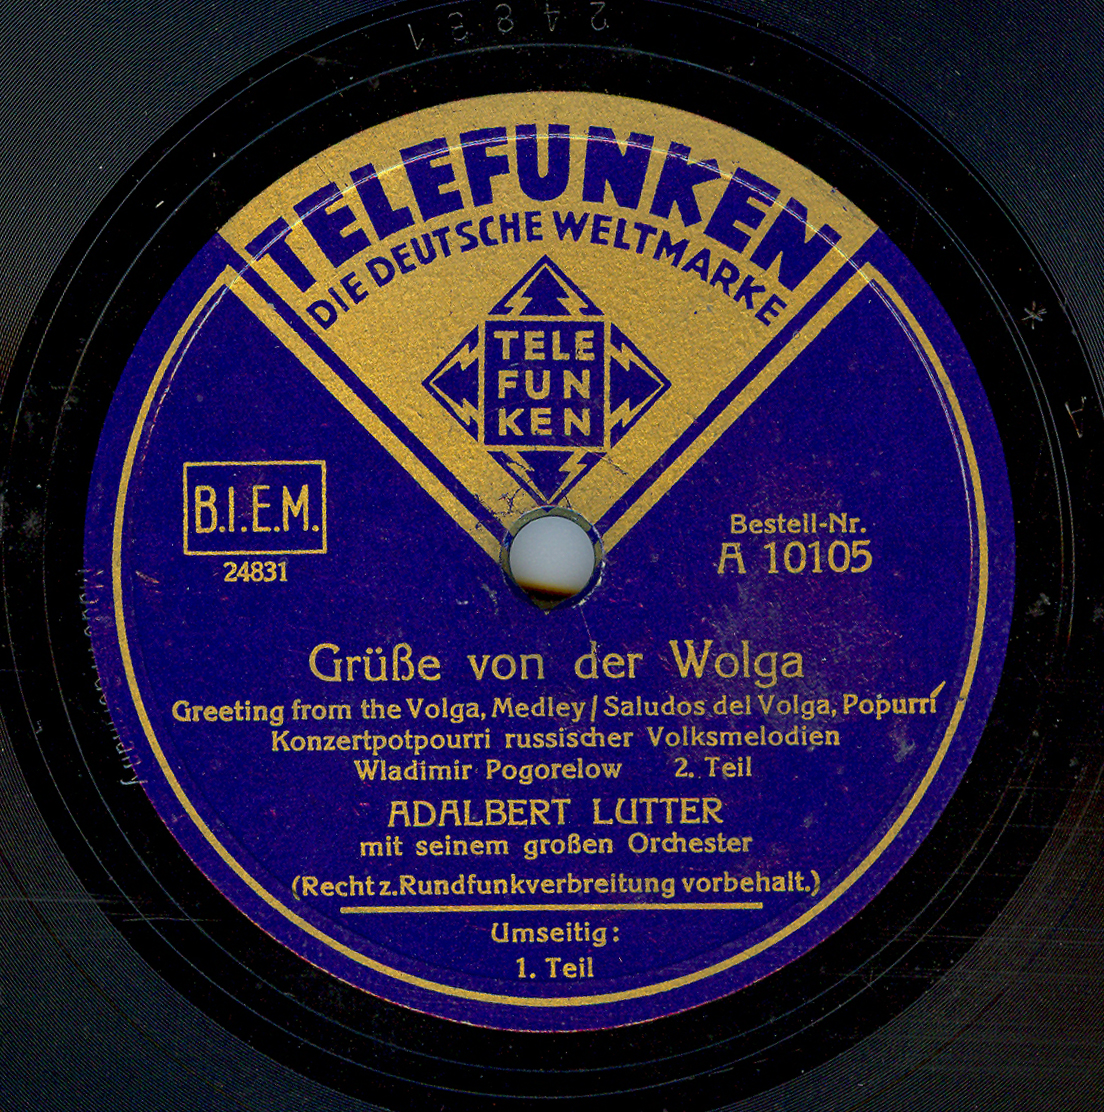 24831
TELEFUNKEN
DIE DEUTSCHE WELTMARKE
TELE
FUN
KEN
B.I.E.M.
24831
Bestell-Nr.
A 10105
Grüße von der Wolga
Greeting from the Volga, Medley / Saludos del Volga, Popurrí
Konzertpotpourri russischer Volksmelodien
Wladimir Pogorelow 2. Teil
ADALBERT LUTTER
mit seinem großen Orchester
(Recht z. Rundfunkverbreitung vorbehalt.)
Umseitig:
1. Teil